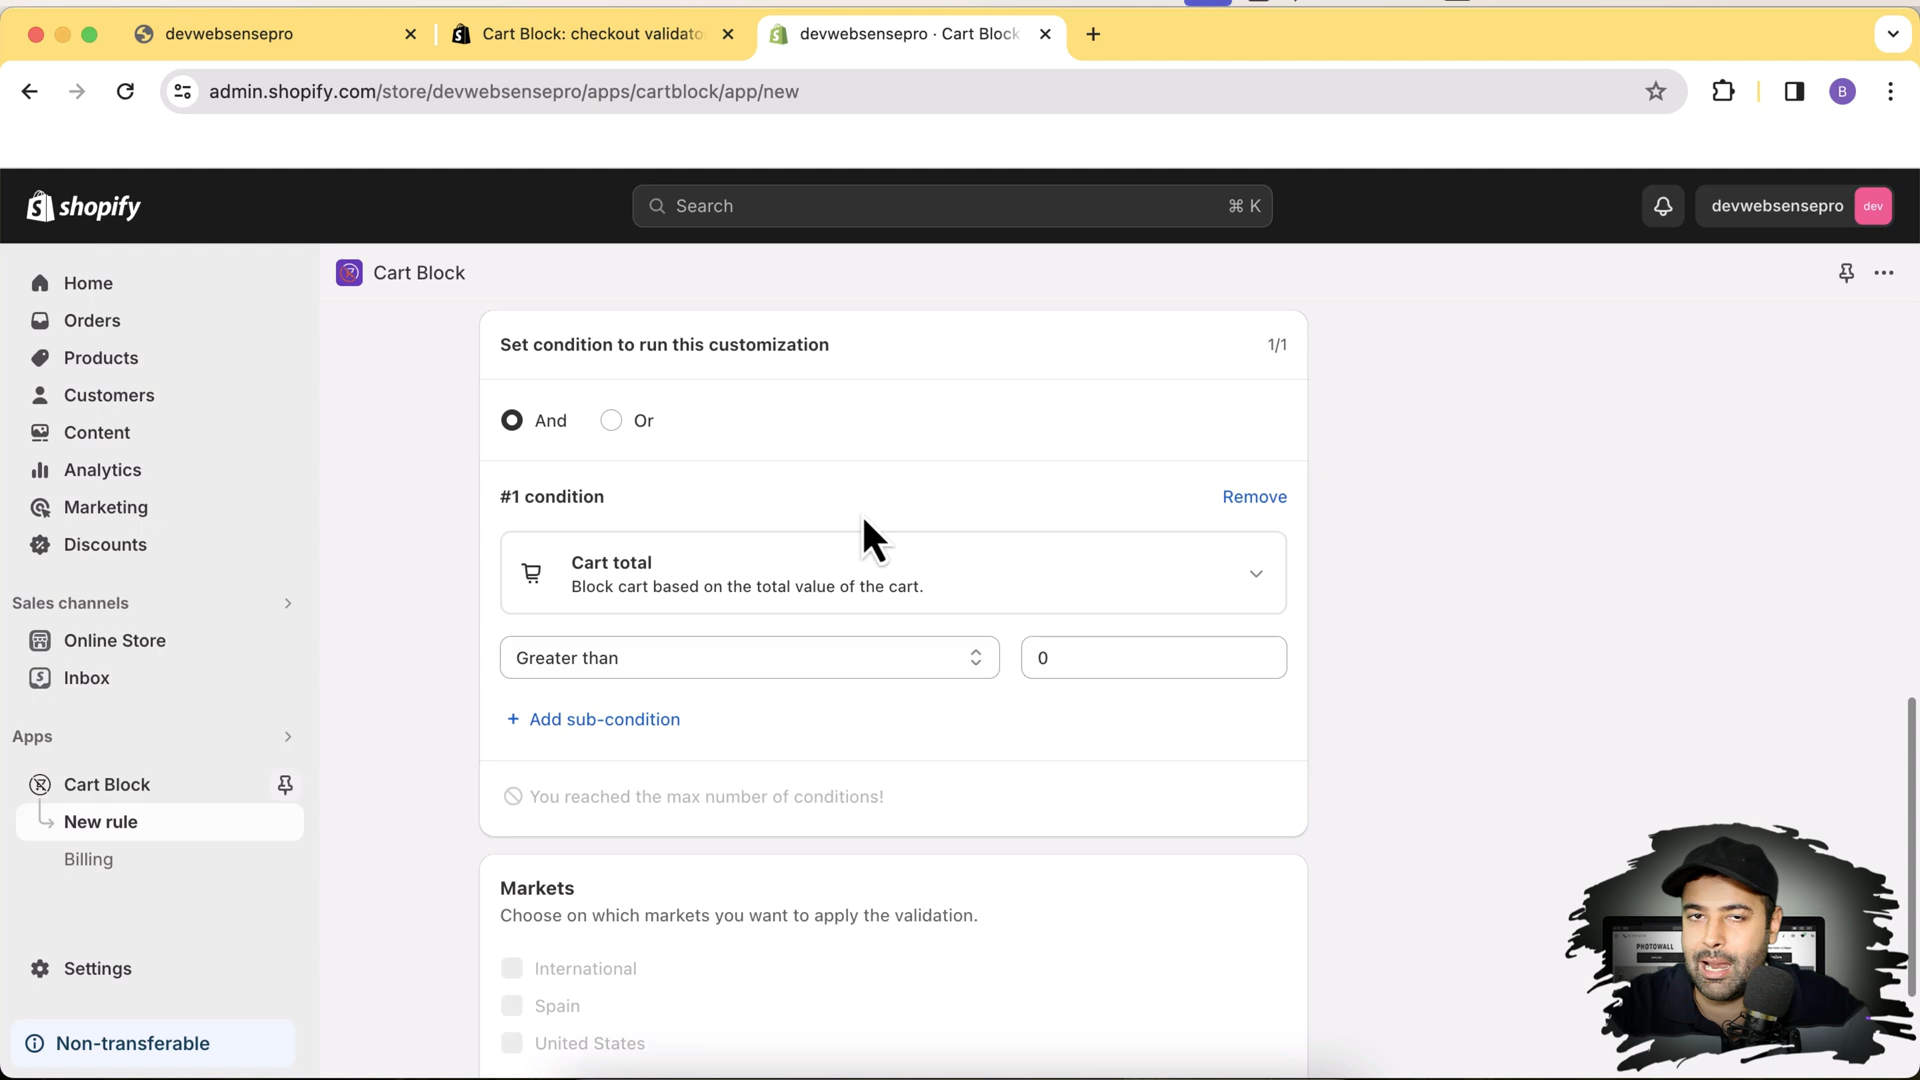 devwebsensepro
Cart Block: checkout validato
devwebsensepro · Cart Block
admin.shopify.com/store/devwebsensepro/apps/cartblock/app/new
B
shopify
Search
⌘ K
devwebsensepro
dev
Home
Orders
Products
Customers
Content
Analytics
Marketing
Discounts
Sales channels
Online Store
Inbox
Apps
Cart Block
New rule
Billing
Settings
Non-transferable
Cart Block
Set condition to run this customization
1/1
And
Or
#1 condition
Remove
Cart total
Block cart based on the total value of the cart.
Greater than
0
+ Add sub-condition
You reached the max number of conditions!
Markets
Choose on which markets you want to apply the validation.
International
Spain
United States
PHOTOWALL